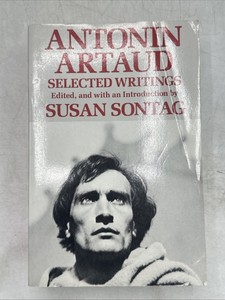 ANTONIN
ARTAUD
SELECTED WRITINGS
Edited, and with an Introduction by
SUSAN SONTAG